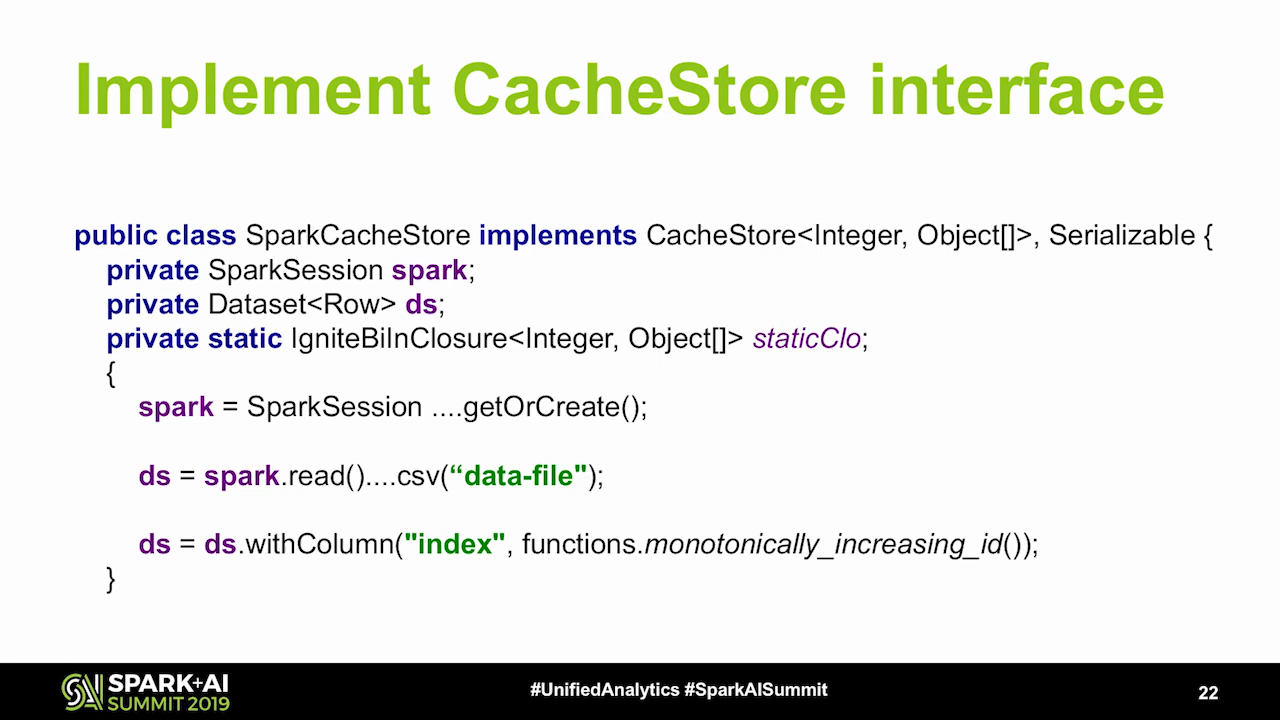 Implement CacheStore interface
public class SparkCacheStore implements CacheStore<Integer, Object[]>, Serializable {
private SparkSession spark;
private Dataset<Row> ds;
private static IgniteBiInClosure<Integer, Object[]> staticClo;
{
spark = SparkSession ....getOrCreate();
ds = spark.read()....csv(“data-file");
ds = ds.withColumn("index", functions.monotonically_increasing_id());
}
SPARK+AI
SUMMIT 2019
#UnifiedAnalytics #SparkAISummit
22